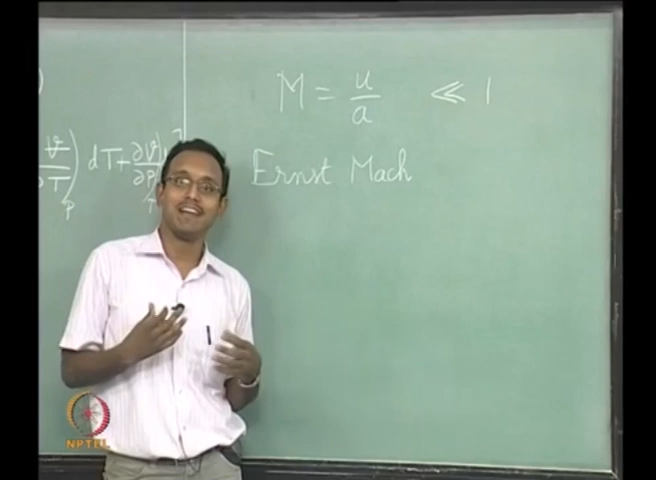 )
M = u/a ≪ 1
∂v/∂T)p dT + ∂v/∂p
Ernst Mach
NPTEL